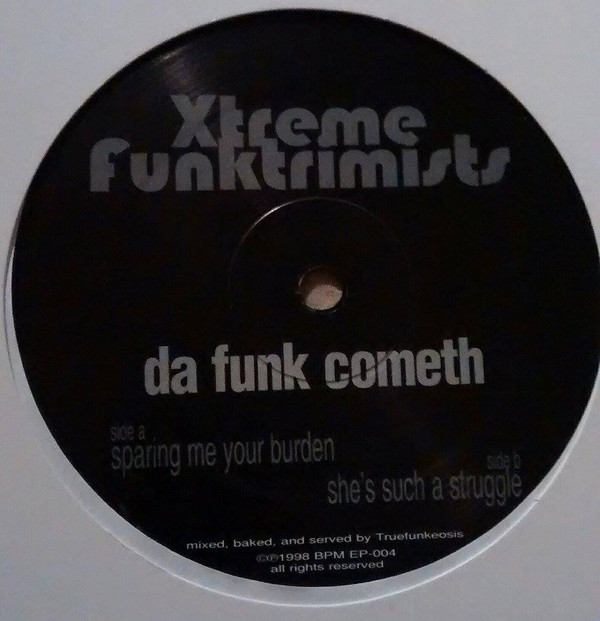 Xtreme
Funktrimists
da funk cometh
side a
sparing me your burden
side b
she's such a struggle
mixed, baked, and served by Truefunkeosis
©℗1998 BPM EP-004
all rights reserved